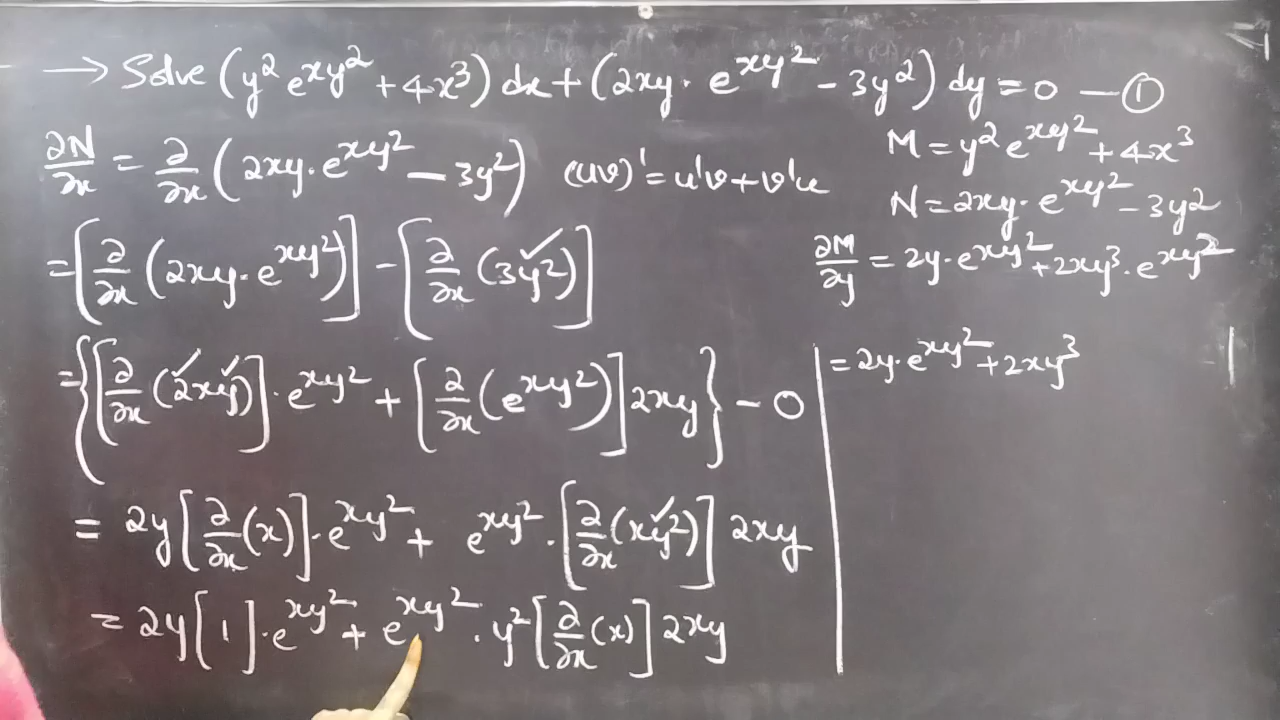 → Solve (y² e^{xy²} + 4x³) dx + (2xy · e^{xy²} - 3y²) dy = 0 — ①
∂N/∂x = ∂/∂x (2xy · e^{xy²} - 3y²) (uv)' = u'v + v'u
= [∂/∂x (2xy · e^{xy²})] - [∂/∂x (3y²)]
= {[∂/∂x (2xy)] · e^{xy²} + [∂/∂x (e^{xy²})] 2xy} - 0
= 2y [∂/∂x (x)] · e^{xy²} + e^{xy²} · [∂/∂x (xy²)] 2xy
= 2y [1] · e^{xy²} + e^{xy²} · y² [∂/∂x (x)] 2xy
M = y² e^{xy²} + 4x³
N = 2xy · e^{xy²} - 3y²
∂M/∂y = 2y · e^{xy²} + 2xy³ · e^{xy²}
= 2y · e^{xy²} + 2xy³